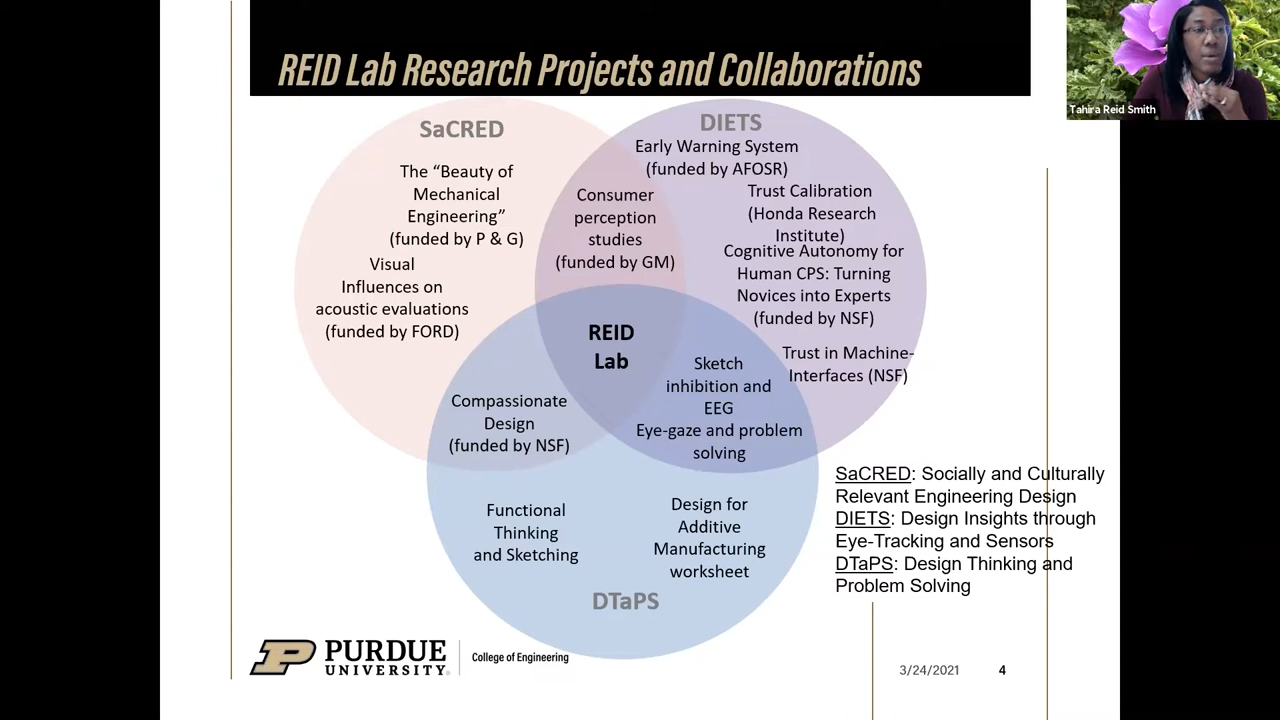 REID Lab Research Projects and Collaborations
Tahira Reid Smith
SaCRED
The “Beauty of
Mechanical
Engineering”
(funded by P & G)
Visual
Influences on
acoustic evaluations
(funded by FORD)
Consumer
perception
studies
(funded by GM)
DIETS
Early Warning System
(funded by AFOSR)
Trust Calibration
(Honda Research
Institute)
Cognitive Autonomy for
Human CPS: Turning
Novices into Experts
(funded by NSF)
Trust in Machine-
Interfaces (NSF)
REID
Lab
Sketch
inhibition and
EEG
Eye-gaze and problem
solving
Compassionate
Design
(funded by NSF)
Functional
Thinking
and Sketching
Design for
Additive
Manufacturing
worksheet
DTaPS
SaCRED: Socially and Culturally
Relevant Engineering Design
DIETS: Design Insights through
Eye-Tracking and Sensors
DTaPS: Design Thinking and
Problem Solving
PURDUE
UNIVERSITY
College of Engineering
3/24/2021
4